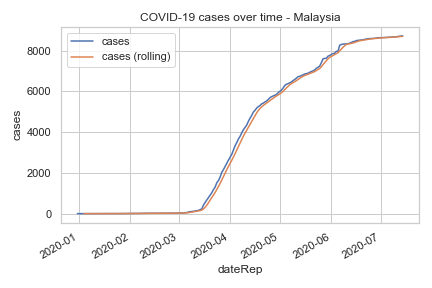 COVID-19 cases over time - Malaysia
cases
cases (rolling)
8000
6000
4000
2000
0
cases
2020-01
2020-02
2020-03
2020-04
2020-05
2020-06
2020-07
dateRep